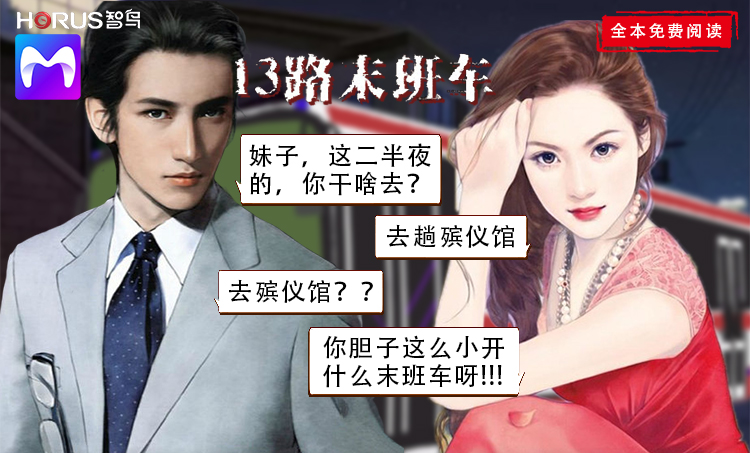 HORUS智鸟
全本免费阅读
13路末班车
妹子，这二半夜
的，你干啥去？
去趟殡仪馆
去殡仪馆？？
你胆子这么小开
什么末班车呀!!!